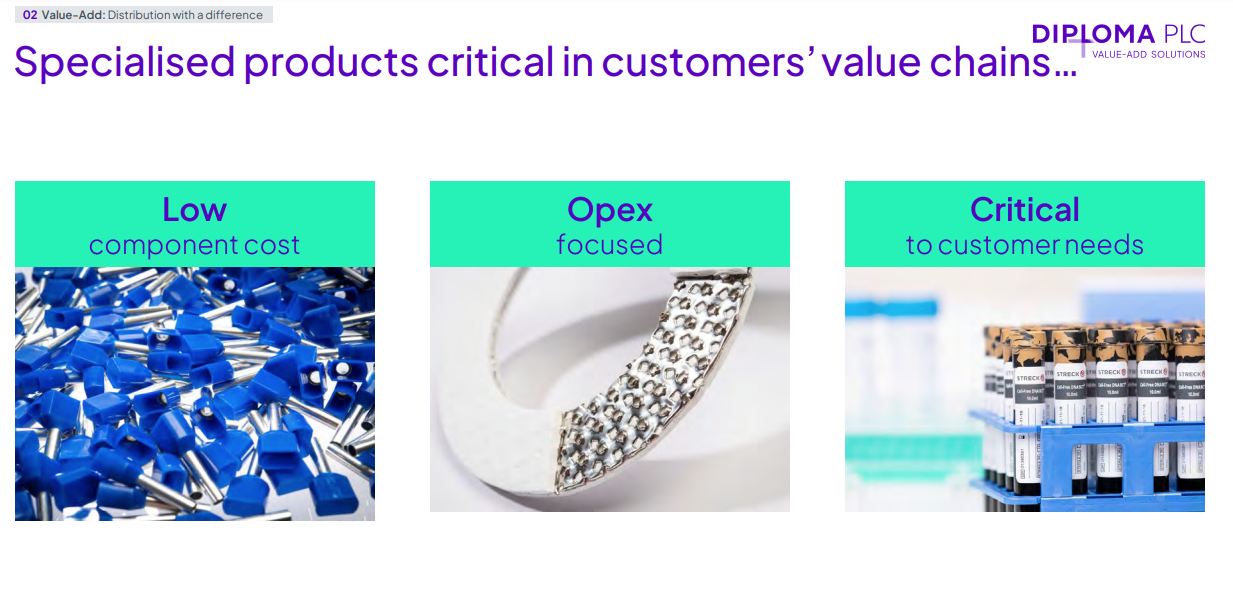 02 Value-Add: Distribution with a difference
DIPLOMA PLC
VALUE-ADD SOLUTIONS
Specialised products critical in customers’ value chains…
Low
component cost
Opex
focused
Critical
to customer needs
STRECK
STRECK
STRECK
STRECK
STRECK